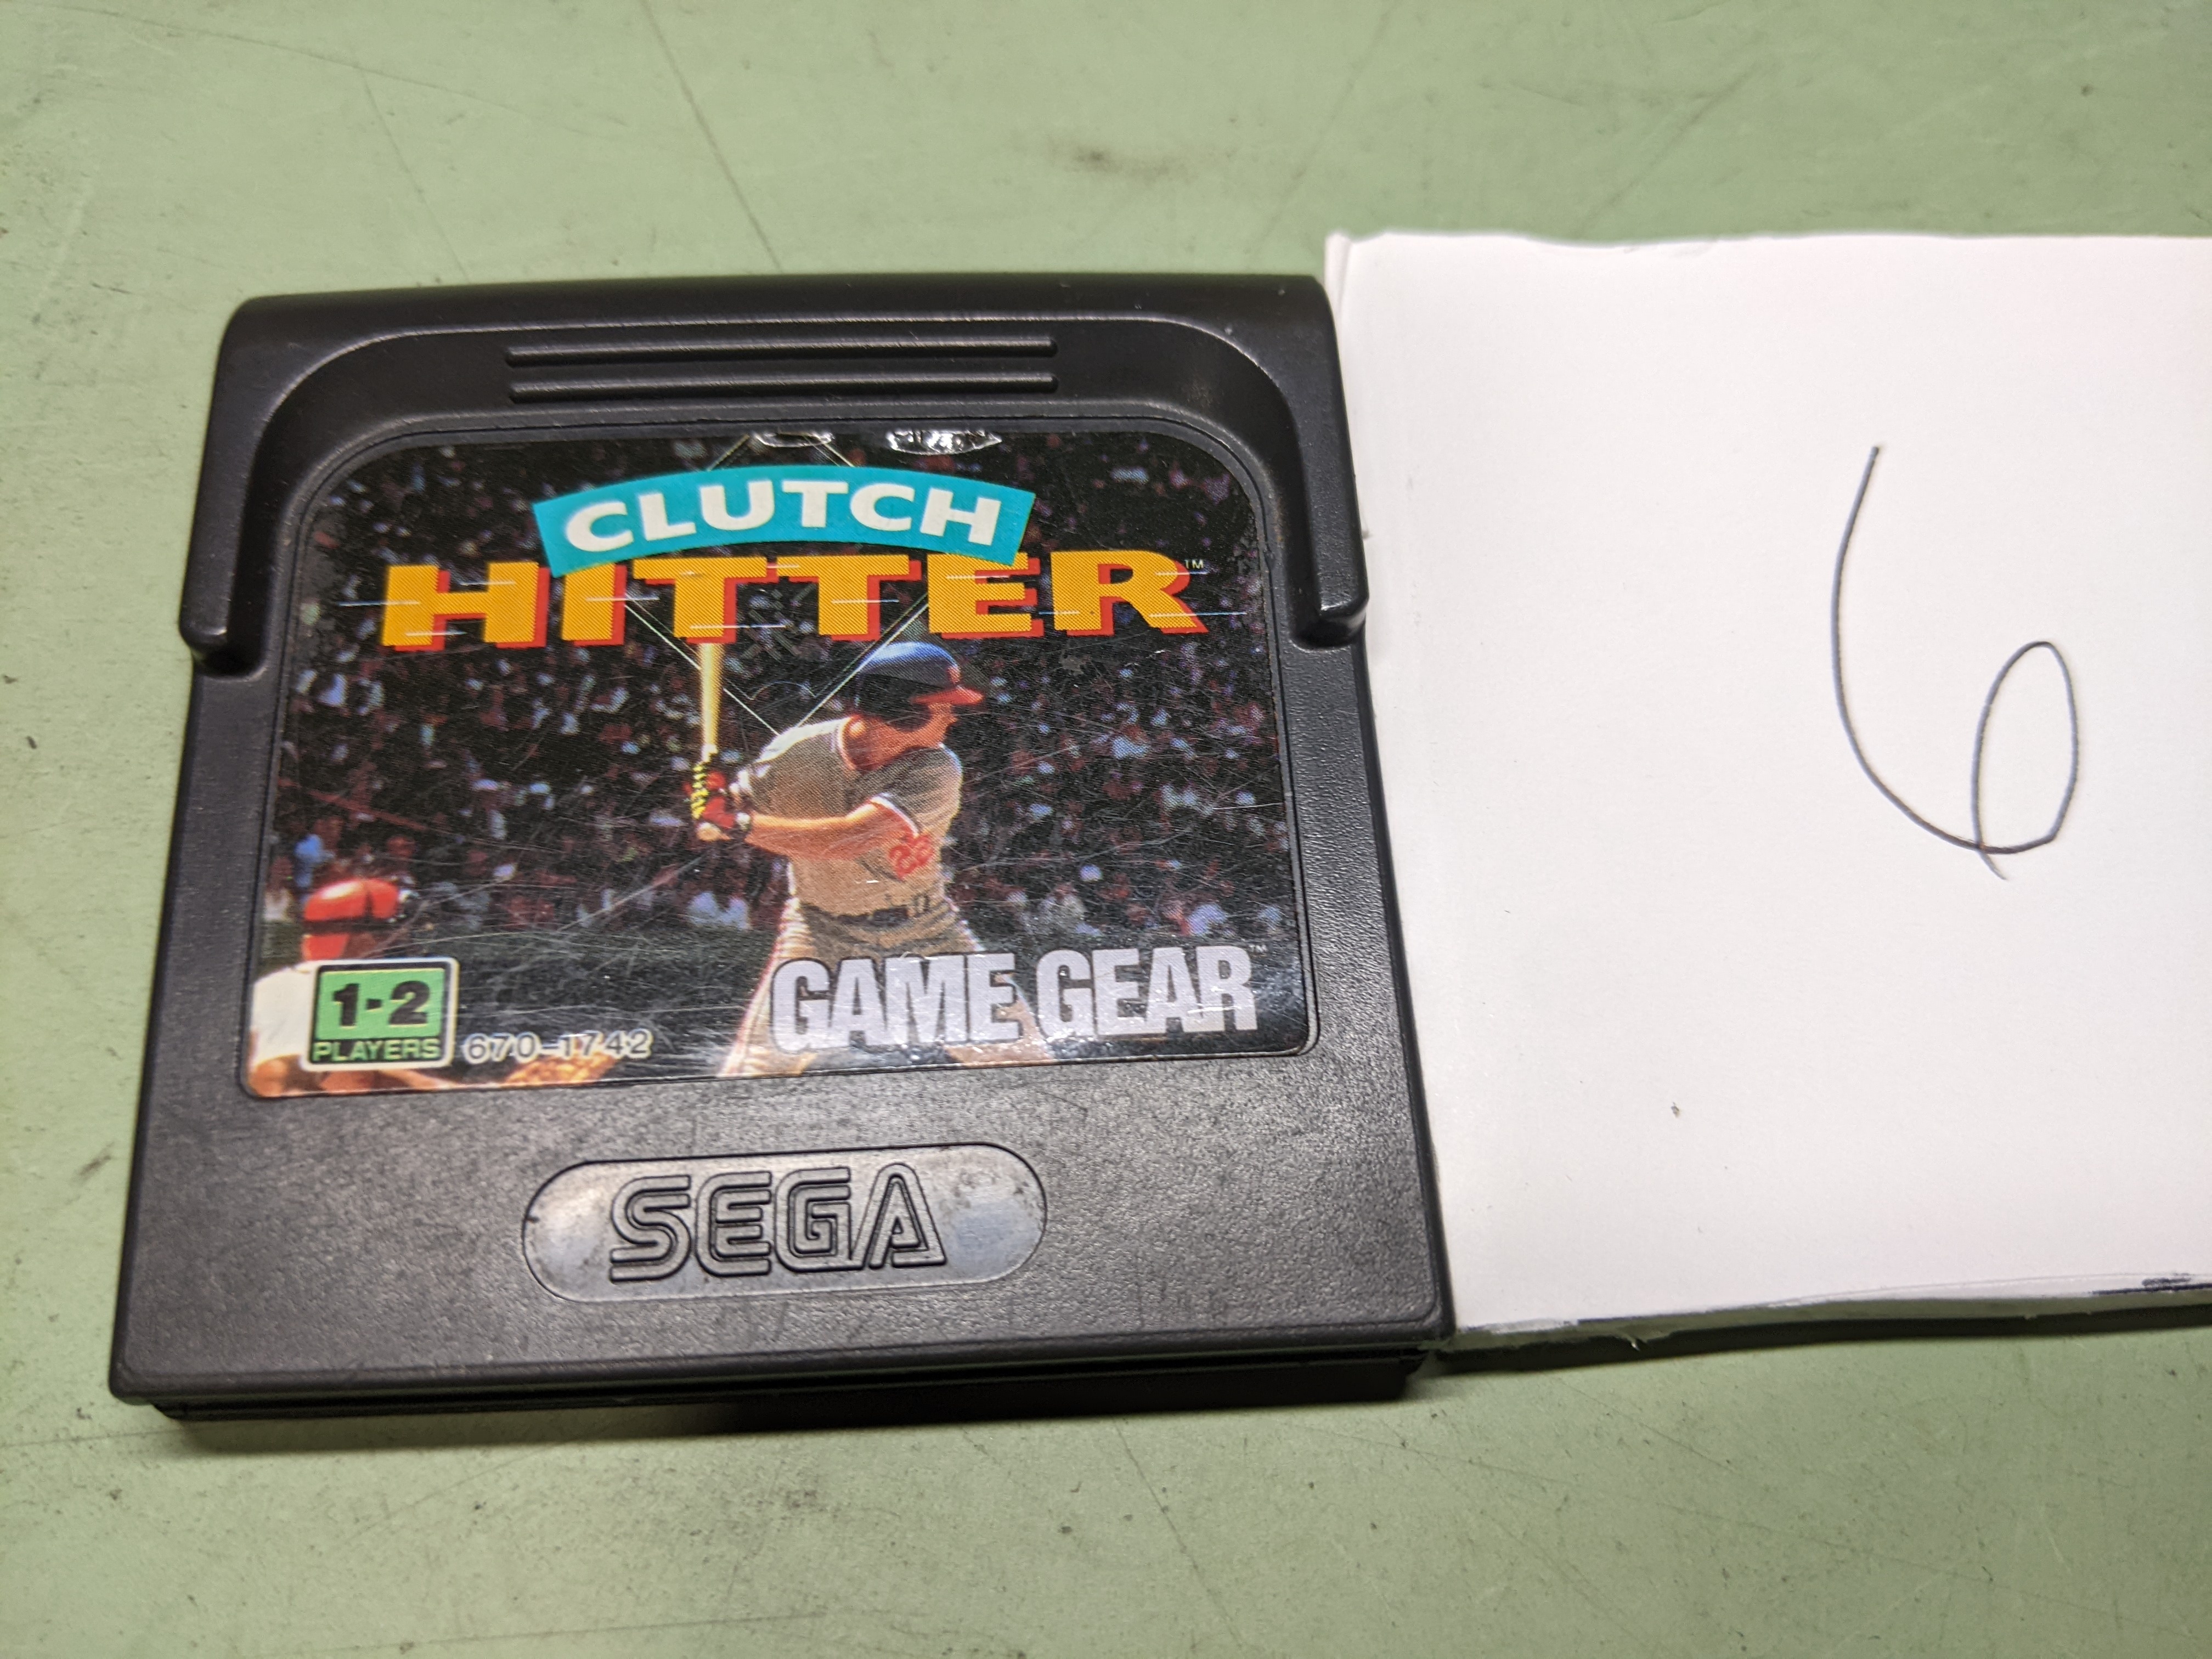 CLUTCH
HITTER™
GAME GEAR™
1-2
PLAYERS
670-1742
SEGA
6